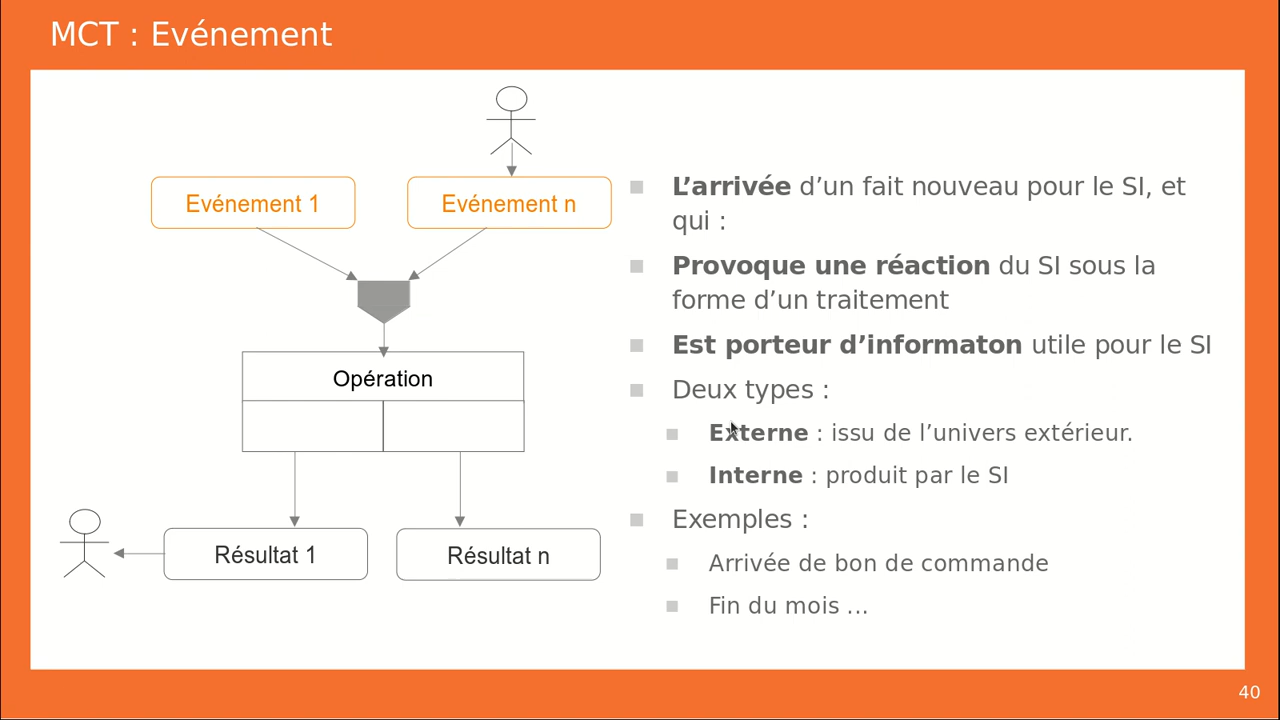 MCT : Evénement
Evénement 1
Evénement n
Opération
Résultat 1
Résultat n
L’arrivée d’un fait nouveau pour le SI, et
qui :
Provoque une réaction du SI sous la
forme d’un traitement
Est porteur d’informaton utile pour le SI
Deux types :
Externe : issu de l’univers extérieur.
Interne : produit par le SI
Exemples :
Arrivée de bon de commande
Fin du mois ...
40